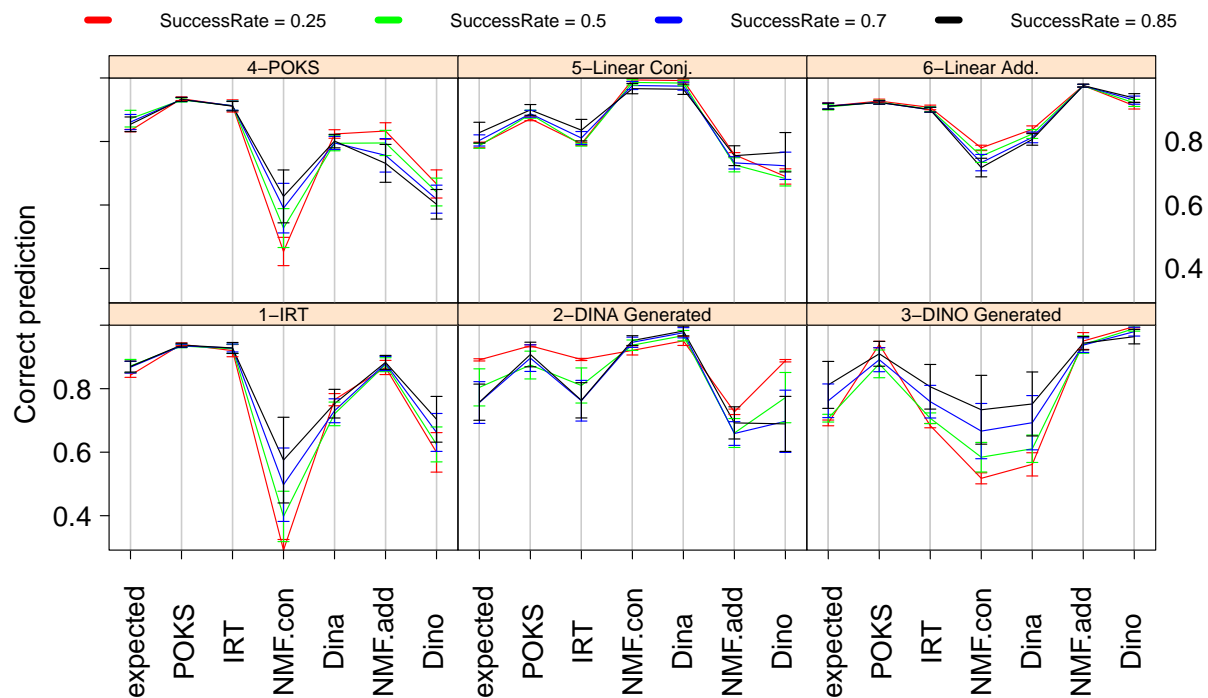 SuccessRate = 0.25 SuccessRate = 0.5 SuccessRate = 0.7 SuccessRate = 0.85
4−POKS 5−Linear Conj. 6−Linear Add.
0.8
0.6
0.4
Correct prediction
1−IRT 2−DINA Generated 3−DINO Generated
0.8
0.6
0.4
expected POKS IRT NMF.con Dina NMF.add Dino expected POKS IRT NMF.con Dina NMF.add Dino expected POKS IRT NMF.con Dina NMF.add Dino